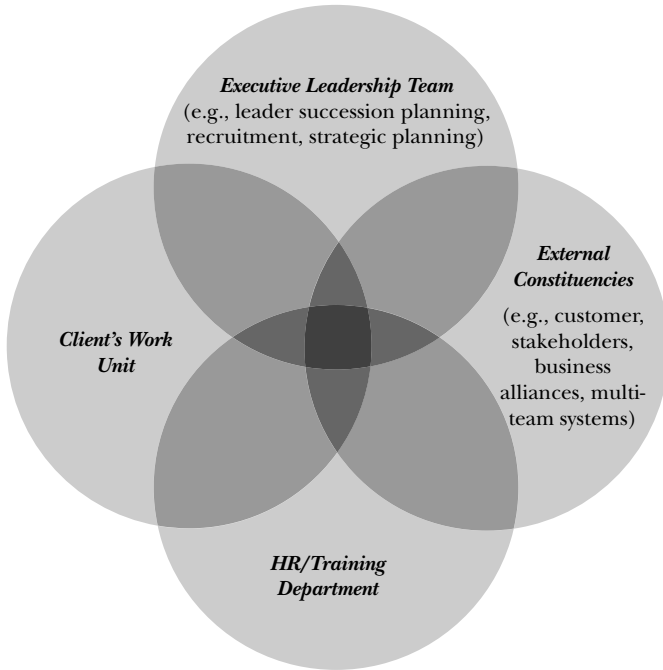 Executive Leadership Team
(e.g., leader succession planning,
recruitment, strategic planning)
External
Constituencies
(e.g., customer,
stakeholders,
business
alliances, multi-
team systems)
Client’s Work
Unit
HR/Training
Department